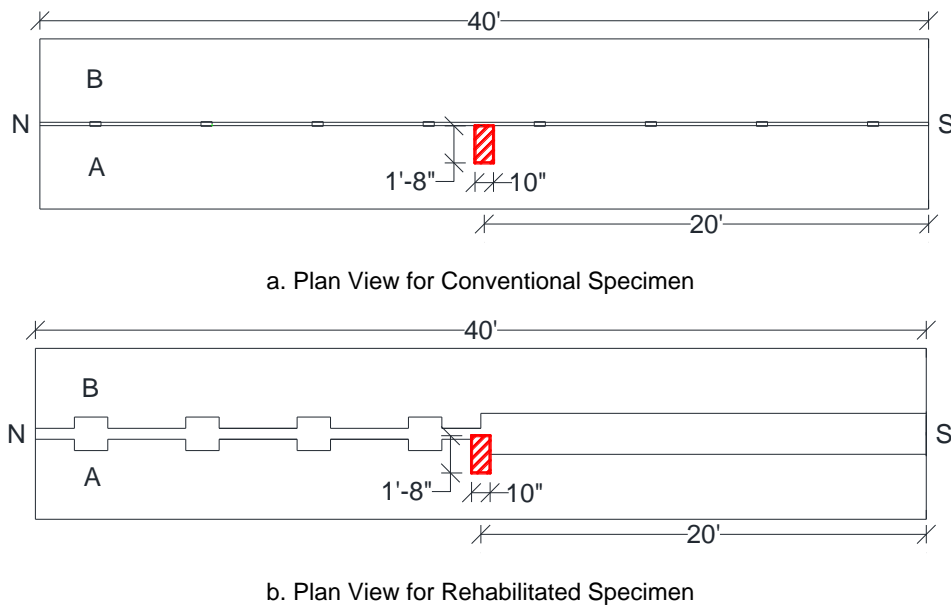 40'
B
N
S
A
1'-8"
10"
20'
a. Plan View for Conventional Specimen
40'
B
N
S
A
1'-8"
10"
20'
b. Plan View for Rehabilitated Specimen